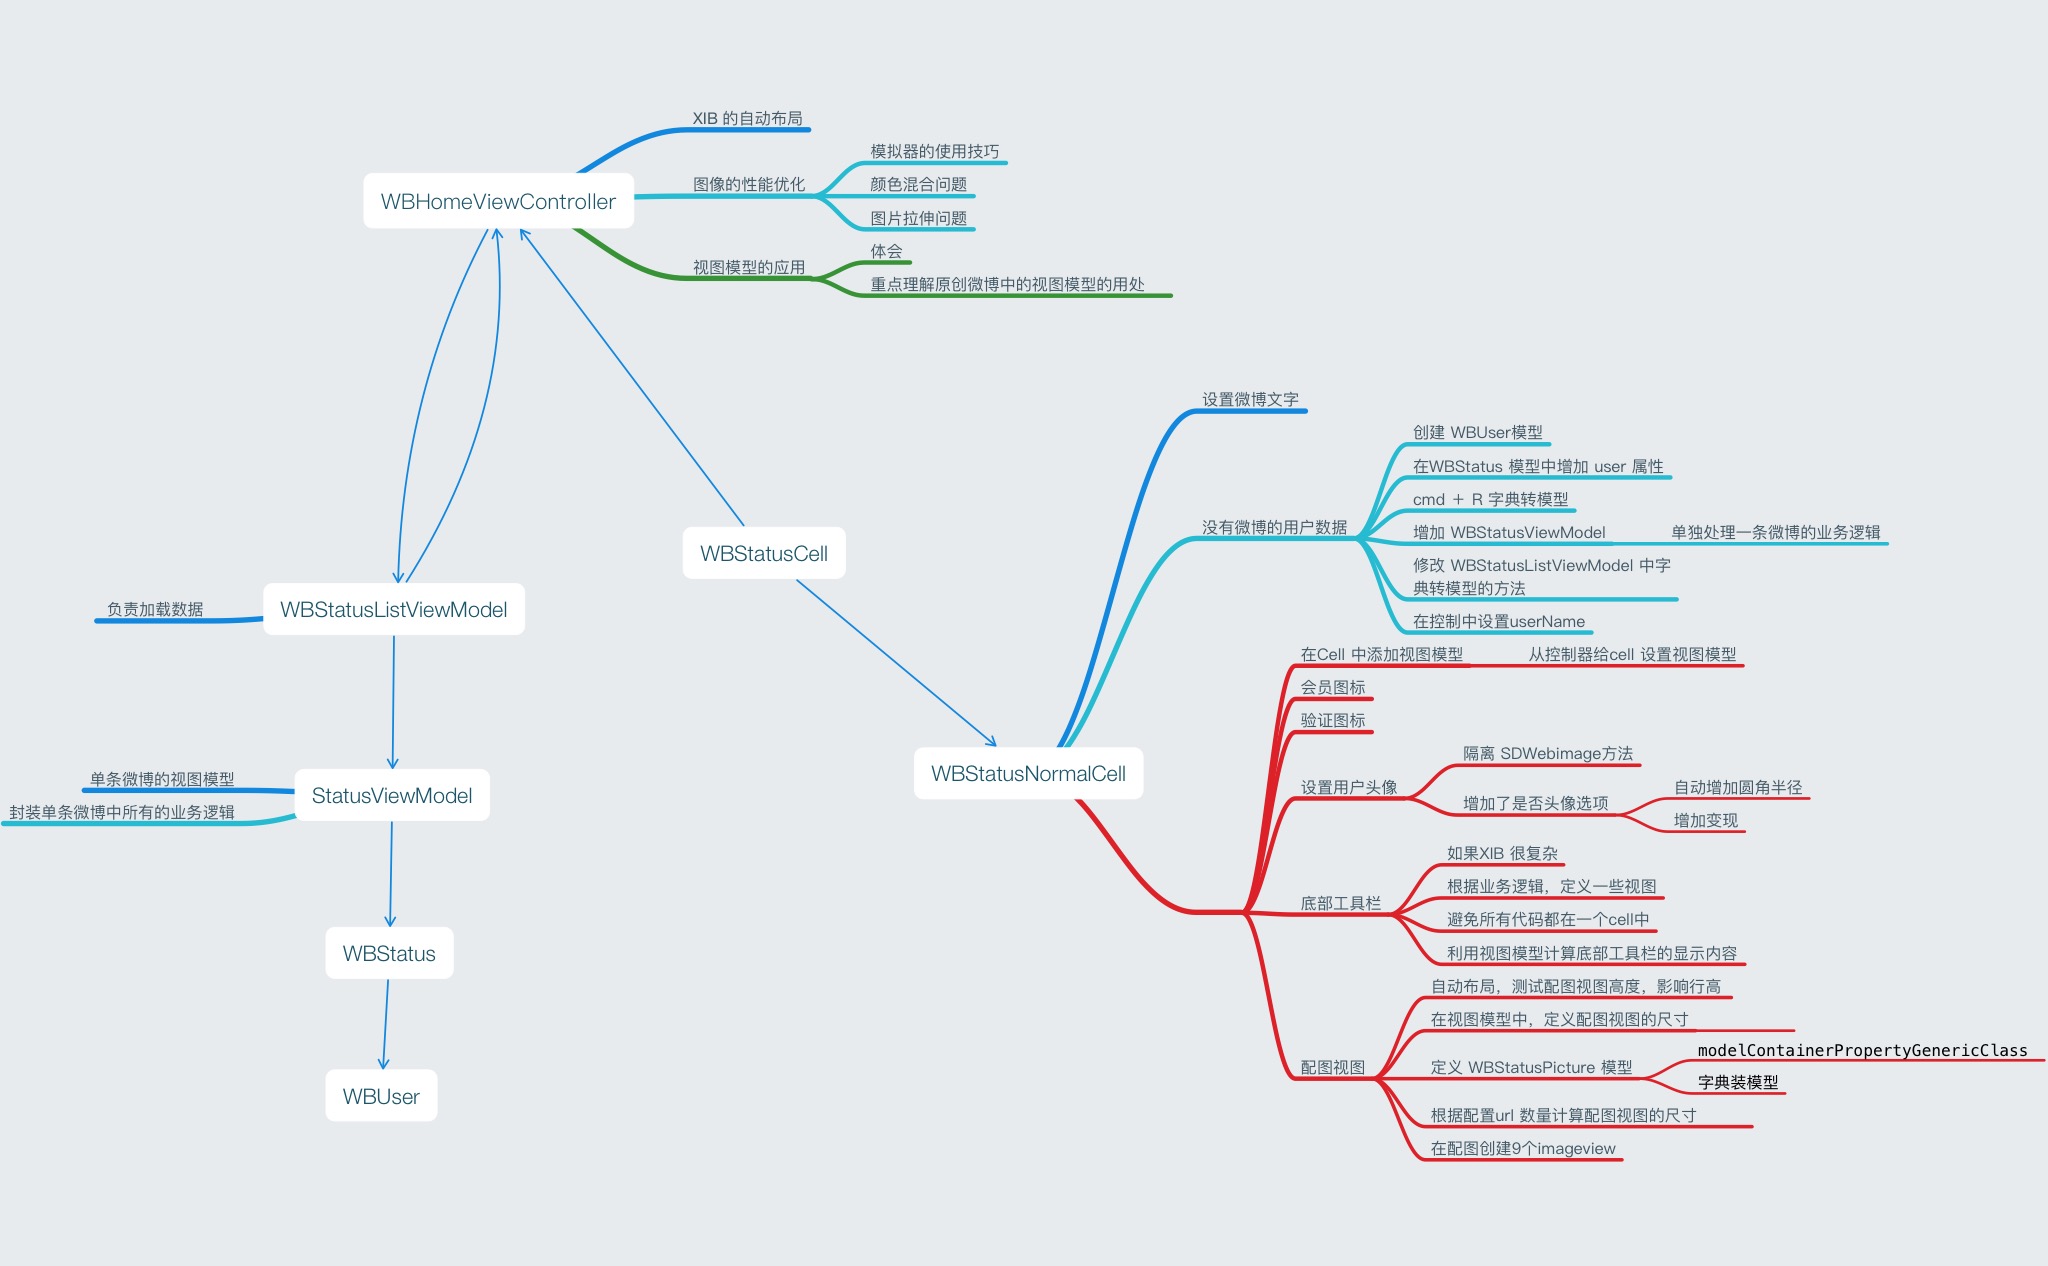 XIB 的自动布局
模拟器的使用技巧
图像的性能优化
颜色混合问题
WBHomeViewController
图片拉伸问题
体会
视图模型的应用
重点理解原创微博中的视图模型的用处
设置微博文字
创建 WBUser模型
在WBStatus 模型中增加 user 属性
cmd + R 字典转模型
没有微博的用户数据
增加 WBStatusViewModel
单独处理一条微博的业务逻辑
修改 WBStatusListViewModel 中字
典转模型的方法
在控制中设置userName
WBStatusCell
负责加载数据
WBStatusListViewModel
在Cell 中添加视图模型
从控制器给cell 设置视图模型
会员图标
验证图标
隔离 SDWebimage方法
WBStatusNormalCell
设置用户头像
增加了是否头像选项
自动增加圆角半径
增加变现
单条微博的视图模型
StatusViewModel
封装单条微博中所有的业务逻辑
如果XIB 很复杂
根据业务逻辑，定义一些视图
底部工具栏
避免所有代码都在一个cell中
利用视图模型计算底部工具栏的显示内容
WBStatus
自动布局，测试配图视图高度，影响行高
在视图模型中，定义配图视图的尺寸
配图视图
定义 WBStatusPicture 模型
modelContainerPropertyGenericClass
字典装模型
根据配置url 数量计算配图视图的尺寸
在配图创建9个imageview
WBUser